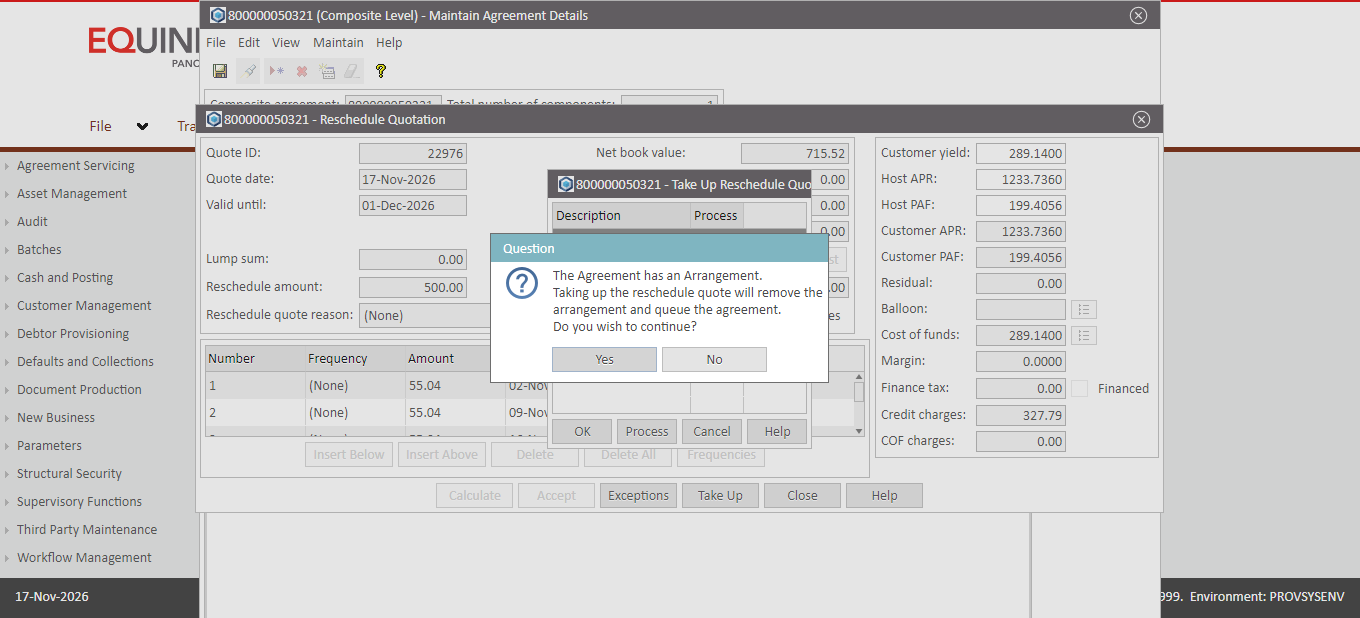 800000050321 (Composite Level) - Maintain Agreement Details
File Edit View Maintain Help
EQUINI
PANC
File
Tra
800000050321 - Reschedule Quotation
Quote ID: 22976
Net book value: 715.52
Customer yield: 289.1400
Quote date: 17-Nov-2026
0.00
Host APR: 1233.7360
Valid until: 01-Dec-2026
0.00
Host PAF: 199.4056
0.00
Customer APR: 1233.7360
Lump sum: 0.00
Customer PAF: 199.4056
Reschedule amount: 500.00
.00
Residual: 0.00
Reschedule quote reason: (None)
es
Balloon:
Cost of funds: 289.1400
Margin: 0.0000
Finance tax: 0.00 Financed
Credit charges: 327.79
COF charges: 0.00
800000050321 - Take Up Reschedule Quo
Description Process
Question
The Agreement has an Arrangement.
Taking up the reschedule quote will remove the
arrangement and queue the agreement.
Do you wish to continue?
Yes No
Number Frequency Amount
1 (None) 55.04 02-Nov
2 (None) 55.04 09-Nov
OK Process Cancel Help
Insert Below Insert Above Delete Delete All Frequencies
Calculate Accept Exceptions Take Up Close Help
Agreement Servicing
Asset Management
Audit
Batches
Cash and Posting
Customer Management
Debtor Provisioning
Defaults and Collections
Document Production
New Business
Parameters
Structural Security
Supervisory Functions
Third Party Maintenance
Workflow Management
17-Nov-2026
999. Environment: PROVSYSENV